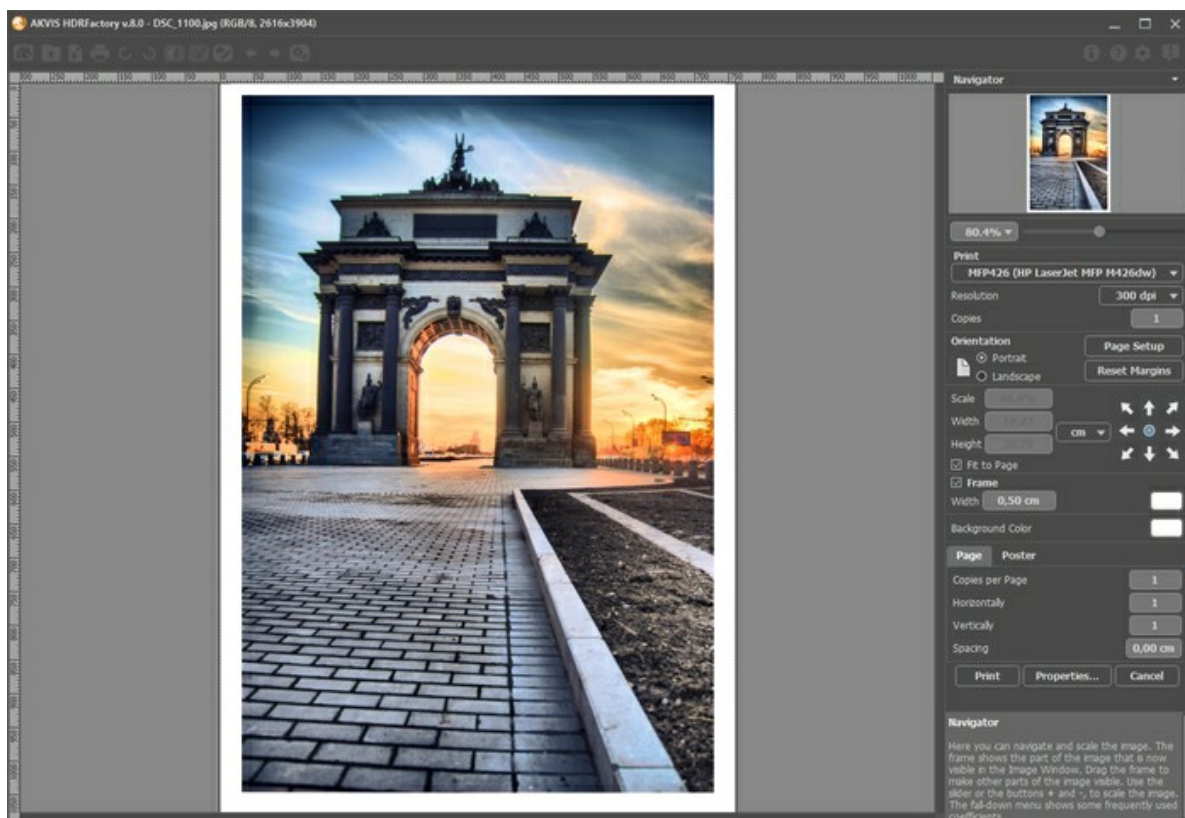 AKVIS HDRFactory v.8.0 - DSC_1100.jpg (RGB/8, 2616x3904)
Navigator
80.4%
Print
MFP426 (HP LaserJet MFP M426dw)
Resolution 300 dpi
Copies 1
Orientation
Page Setup
Portrait
Reset Margins
Landscape
Scale
Width
cm
Height
Fit to Page
Frame
Width 0,50 cm
Background Color
Page Poster
Copies per Page 1
Horizontally 1
Vertically 1
Spacing 0,00 cm
Print Properties... Cancel
Navigator
Here you can navigate and scale the image. The
frame shows the part of the image that is now
visible in the Image Window. Drag the frame to
make other parts of the image visible. Use the
slider or the buttons + and -, to scale the image.
The fall-down menu shows some frequently used
coefficients.